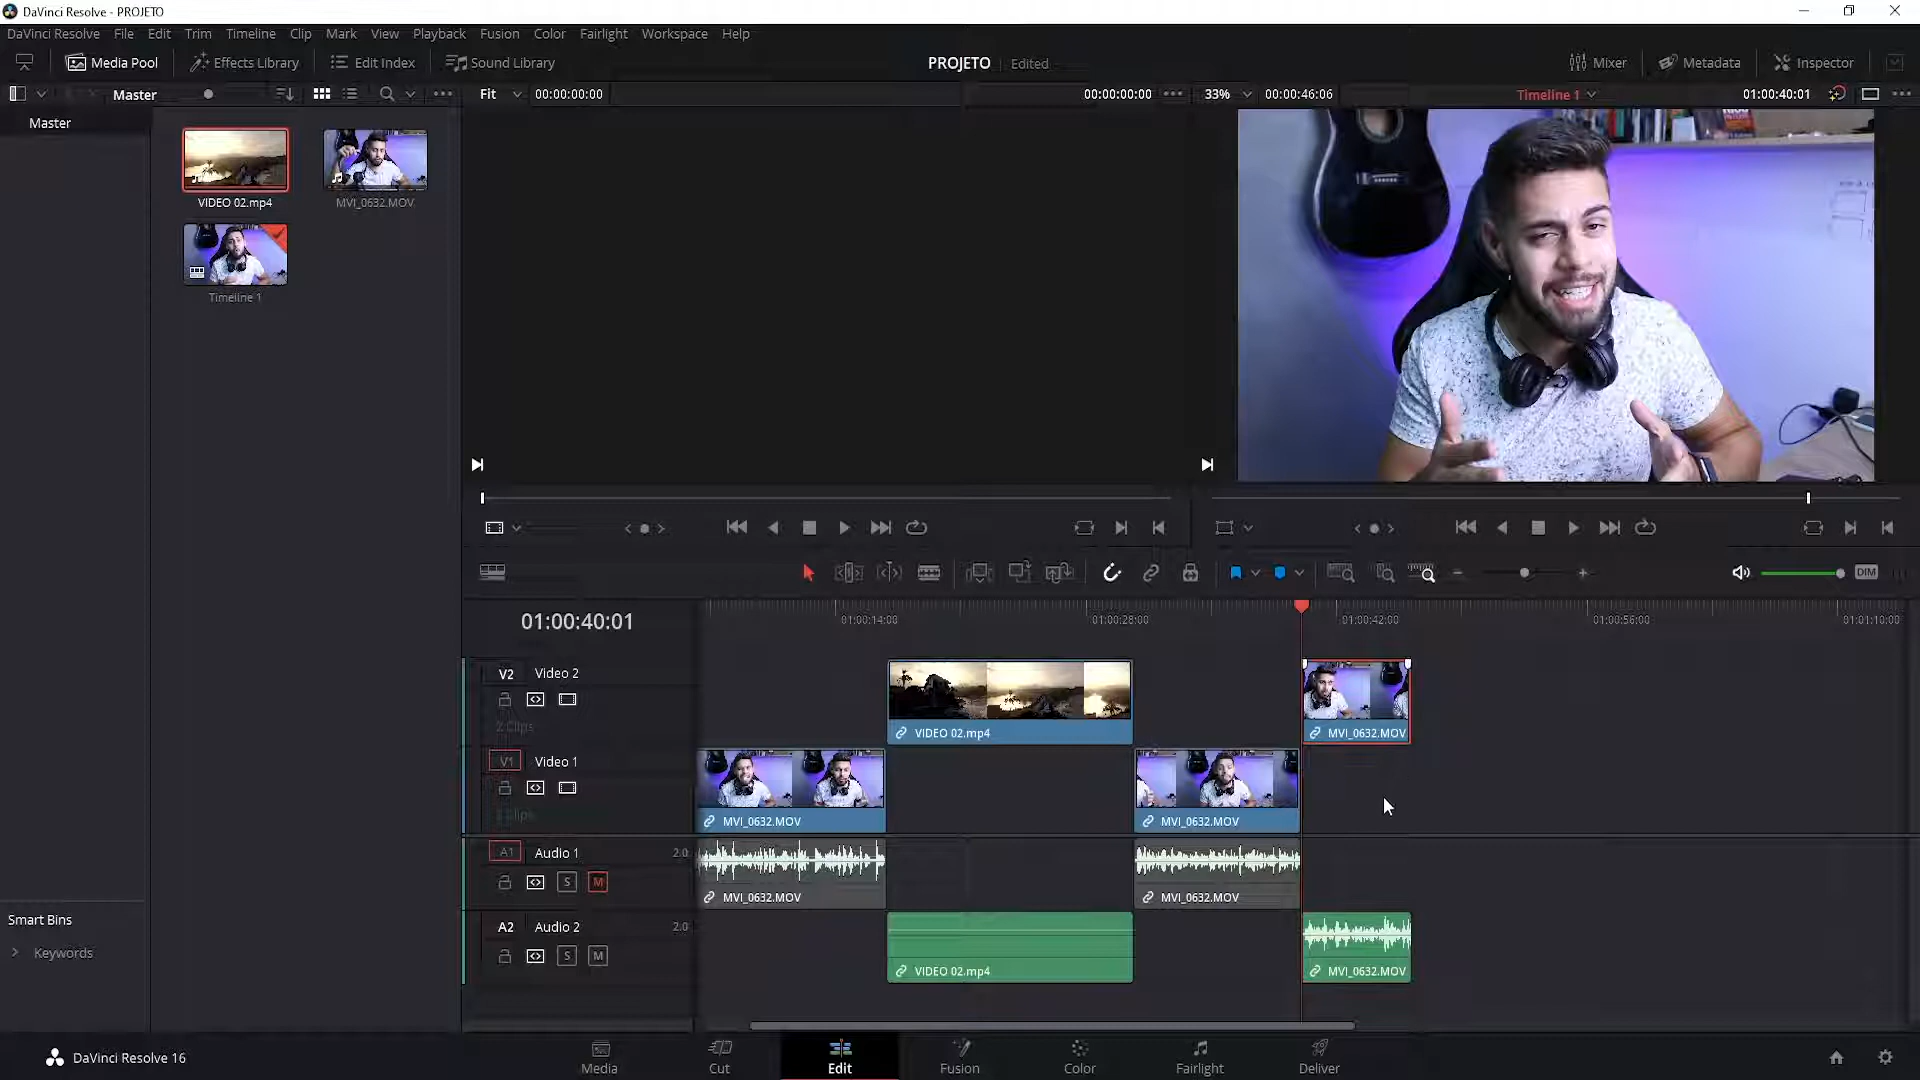 DaVinci Resolve - PROJETO
DaVinci Resolve File Edit Trim Timeline Clip Mark View Playback Fusion Color Fairlight Workspace Help
Media Pool Effects Library Edit Index Sound Library PROJETO Edited Mixer Metadata Inspector
Master Fit 00:00:00:00 00:00:00:00 33% 00:00:46:06 Timeline 1 01:00:40:01
Master
VIDEO 02.mp4 MVI_0632.MOV
Timeline 1
DIM
01:00:40:01 01:00:14:00 01:00:28:00 01:00:42:00 01:00:56:00 01:01:10:00
V2 Video 2
2 Clips
VIDEO 02.mp4 MVI_0632.MOV
V1 Video 1
Clips
MVI_0632.MOV MVI_0632.MOV
A1 Audio 1 2.0
S M
MVI_0632.MOV MVI_0632.MOV
Smart Bins
A2 Audio 2 2.0
Keywords
S M
VIDEO 02.mp4 MVI_0632.MOV
DaVinci Resolve 16
Media Cut Edit Fusion Color Fairlight Deliver